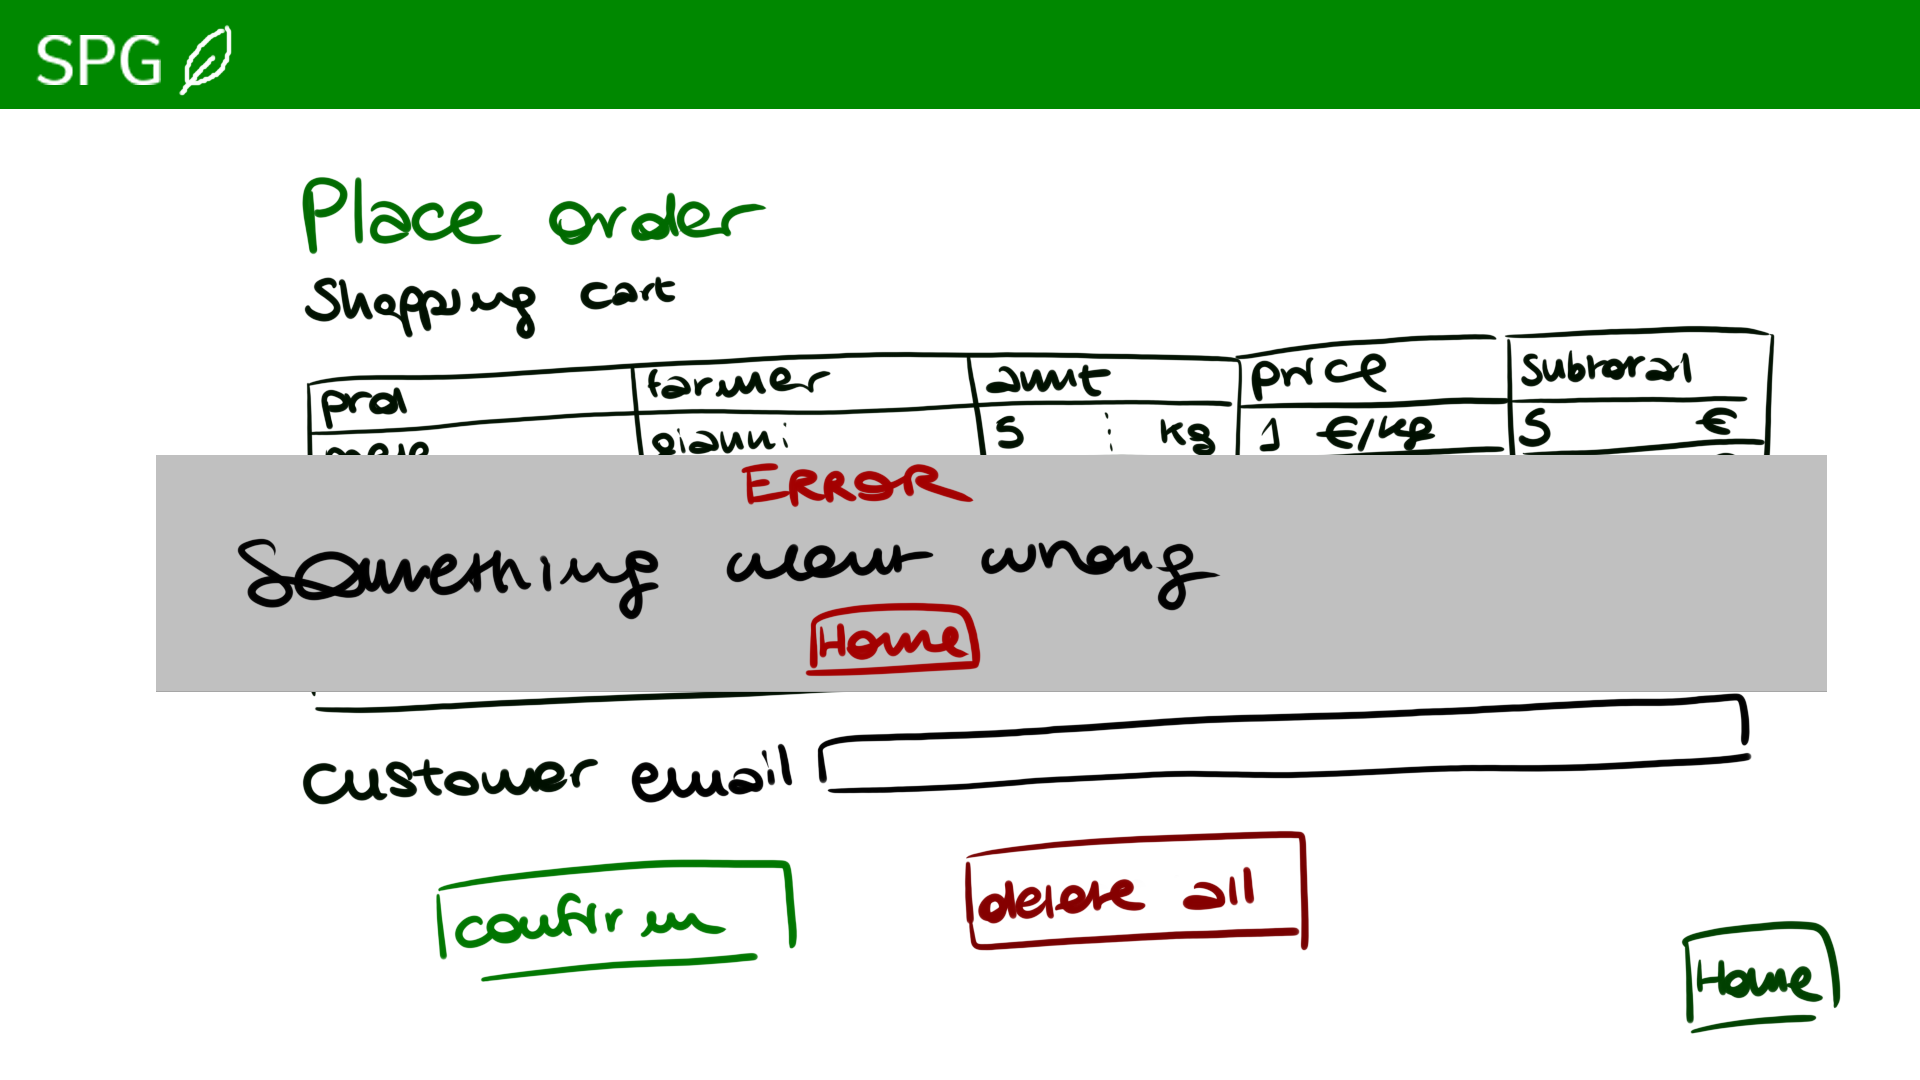 SPG
Place order
Shopping cart
prod farmer amnt price subtotal
mele gianni 5 kg 1 €/kg 5 €
ERROR
Something went wrong
Home
customer email
confirm delete all
Home